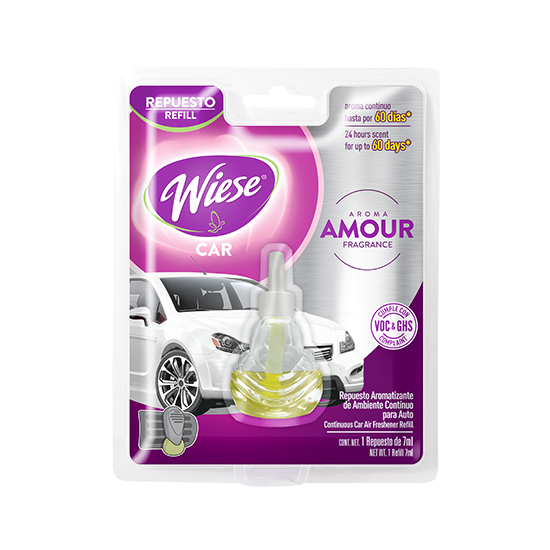 REPUESTO
REFILL
aroma continuo
hasta por 60 días*
24 hours scent
for up to 60 days*
Wiese®
CAR
AROMA
AMOUR
FRAGRANCE
CUMPLE CON
VOC & GHS
COMPLAINT
Repuesto Aromatizante
de Ambiente Continuo
para Auto
Continuous Car Air Freshener Refill
CONT. NET. 1 Repuesto de 7ml
NET WT. 1 Refill 7ml